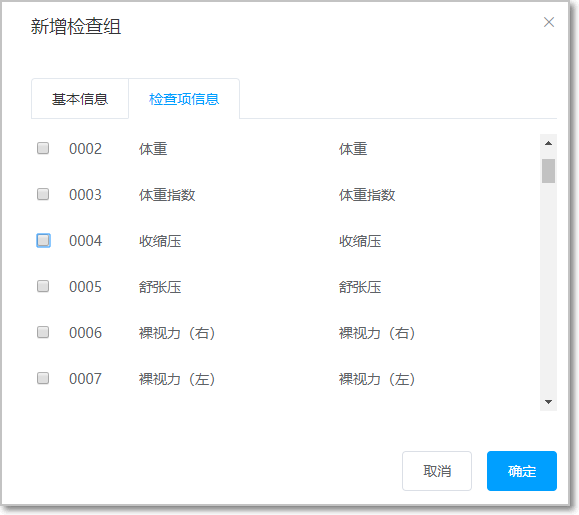 新增检查组
基本信息 检查项信息
0002 体重 体重
0003 体重指数 体重指数
0004 收缩压 收缩压
0005 舒张压 舒张压
0006 裸视力（右） 裸视力（右）
0007 裸视力（左） 裸视力（左）
取消 确定